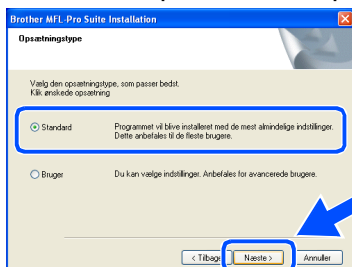 Brother MFL-Pro Suite Installation
Opsætningstype
Vælg den opsætningstype, som passer bedst.
Klik ønskede opsætning
Standard
Programmet vil blive installeret med de mest almindelige indstillinger.
Dette anbefales til de fleste brugere.
Bruger
Du kan vælge indstillinger. Anbefales for avancerede brugere.
< Tilbage
Næste >
Annuller